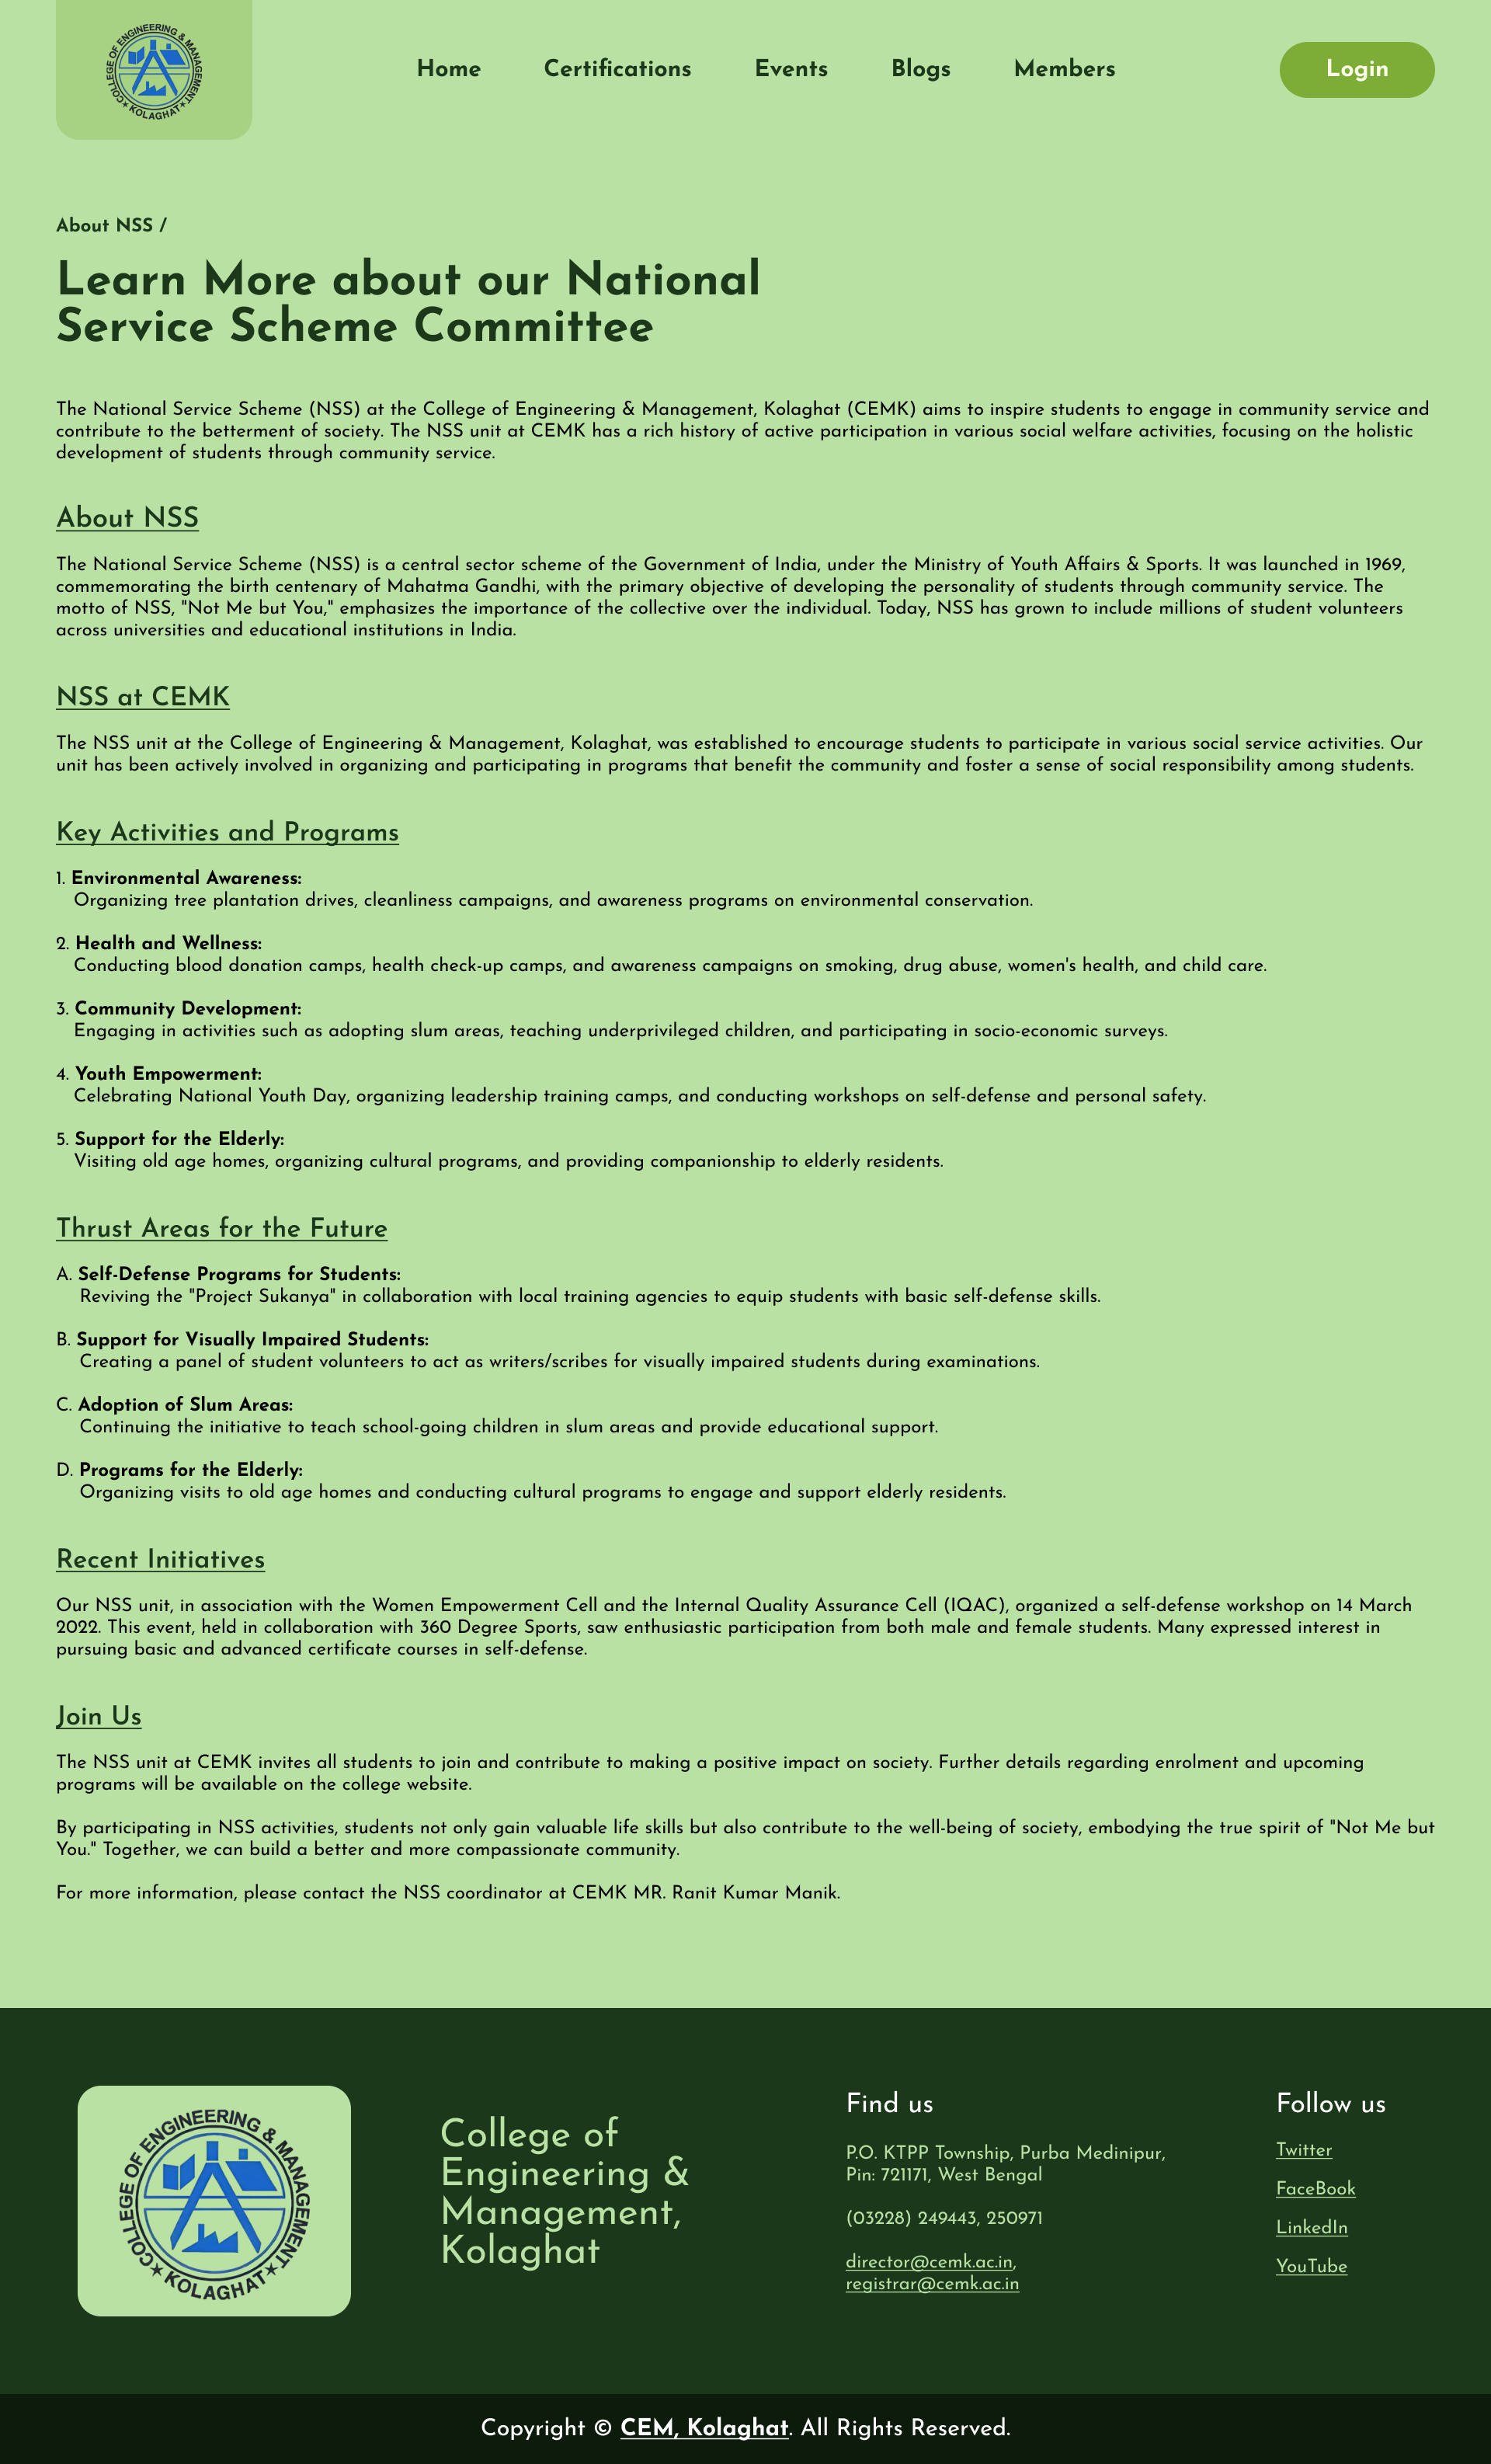 COLLEGE OF ENGINEERING & MANAGEMENT
★ KOLAGHAT ★
Home
Certifications
Events
Blogs
Members
Login
About NSS /
Learn More about our National
Service Scheme Committee
The National Service Scheme (NSS) at the College of Engineering & Management, Kolaghat (CEMK) aims to inspire students to engage in community service and
contribute to the betterment of society. The NSS unit at CEMK has a rich history of active participation in various social welfare activities, focusing on the holistic
development of students through community service.
About NSS
The National Service Scheme (NSS) is a central sector scheme of the Government of India, under the Ministry of Youth Affairs & Sports. It was launched in 1969,
commemorating the birth centenary of Mahatma Gandhi, with the primary objective of developing the personality of students through community service. The
motto of NSS, "Not Me but You," emphasizes the importance of the collective over the individual. Today, NSS has grown to include millions of student volunteers
across universities and educational institutions in India.
NSS at CEMK
The NSS unit at the College of Engineering & Management, Kolaghat, was established to encourage students to participate in various social service activities. Our
unit has been actively involved in organizing and participating in programs that benefit the community and foster a sense of social responsibility among students.
Key Activities and Programs
1. Environmental Awareness:
Organizing tree plantation drives, cleanliness campaigns, and awareness programs on environmental conservation.
2. Health and Wellness:
Conducting blood donation camps, health check-up camps, and awareness campaigns on smoking, drug abuse, women's health, and child care.
3. Community Development:
Engaging in activities such as adopting slum areas, teaching underprivileged children, and participating in socio-economic surveys.
4. Youth Empowerment:
Celebrating National Youth Day, organizing leadership training camps, and conducting workshops on self-defense and personal safety.
5. Support for the Elderly:
Visiting old age homes, organizing cultural programs, and providing companionship to elderly residents.
Thrust Areas for the Future
A. Self-Defense Programs for Students:
Reviving the "Project Sukanya" in collaboration with local training agencies to equip students with basic self-defense skills.
B. Support for Visually Impaired Students:
Creating a panel of student volunteers to act as writers/scribes for visually impaired students during examinations.
C. Adoption of Slum Areas:
Continuing the initiative to teach school-going children in slum areas and provide educational support.
D. Programs for the Elderly:
Organizing visits to old age homes and conducting cultural programs to engage and support elderly residents.
Recent Initiatives
Our NSS unit, in association with the Women Empowerment Cell and the Internal Quality Assurance Cell (IQAC), organized a self-defense workshop on 14 March
2022. This event, held in collaboration with 360 Degree Sports, saw enthusiastic participation from both male and female students. Many expressed interest in
pursuing basic and advanced certificate courses in self-defense.
Join Us
The NSS unit at CEMK invites all students to join and contribute to making a positive impact on society. Further details regarding enrolment and upcoming
programs will be available on the college website.
By participating in NSS activities, students not only gain valuable life skills but also contribute to the well-being of society, embodying the true spirit of "Not Me but
You." Together, we can build a better and more compassionate community.
For more information, please contact the NSS coordinator at CEMK MR. Ranit Kumar Manik.
COLLEGE OF ENGINEERING & MANAGEMENT
★ KOLAGHAT ★
College of
Engineering &
Management,
Kolaghat
Find us
P.O. KTPP Township, Purba Medinipur,
Pin: 721171, West Bengal
(03228) 249443, 250971
director@cemk.ac.in,
registrar@cemk.ac.in
Follow us
Twitter
FaceBook
LinkedIn
YouTube
Copyright © CEM, Kolaghat. All Rights Reserved.